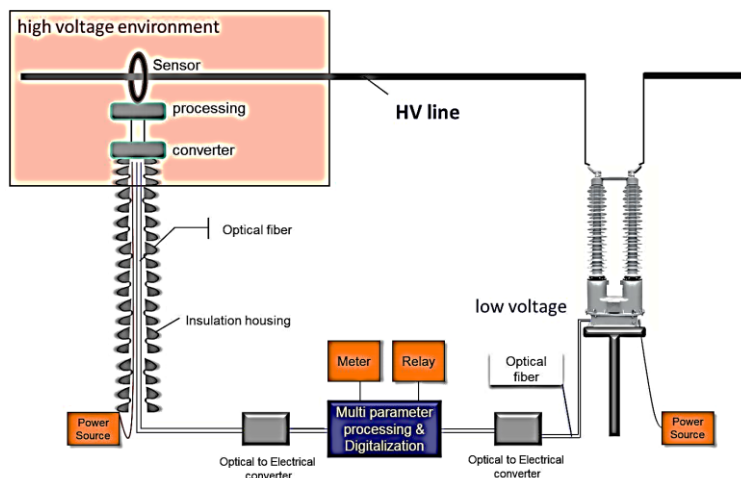 high voltage environment
Sensor
processing
HV line
converter
Optical fiber
Insulation housing
low voltage
Meter
Relay
Optical
fiber
Multi parameter
processing &
Digitalization
Power
Source
Power
Source
Optical to Electrical
converter
Optical to Electrical
converter